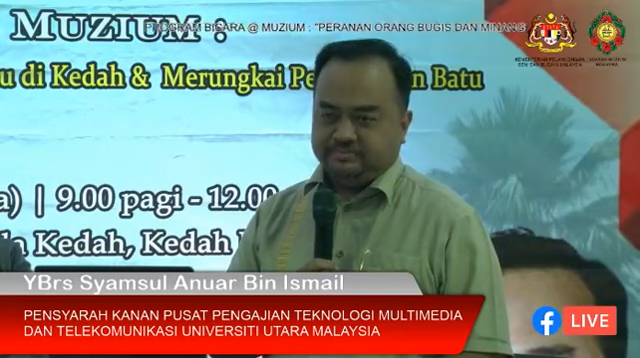 PROGRAM BICARA @ MUZIUM : "PERANAN ORANG BUGIS DAN MINANG
MUZIUM :
di Kedah & Merungkai Batu
9.00 pagi - 12.00
Kedah, Kedah
YBrs Syamsul Anuar Bin Ismail
PENSYARAH KANAN PUSAT PENGAJIAN TEKNOLOGI MULTIMEDIA
DAN TELEKOMUNIKASI UNIVERSITI UTARA MALAYSIA
f LIVE